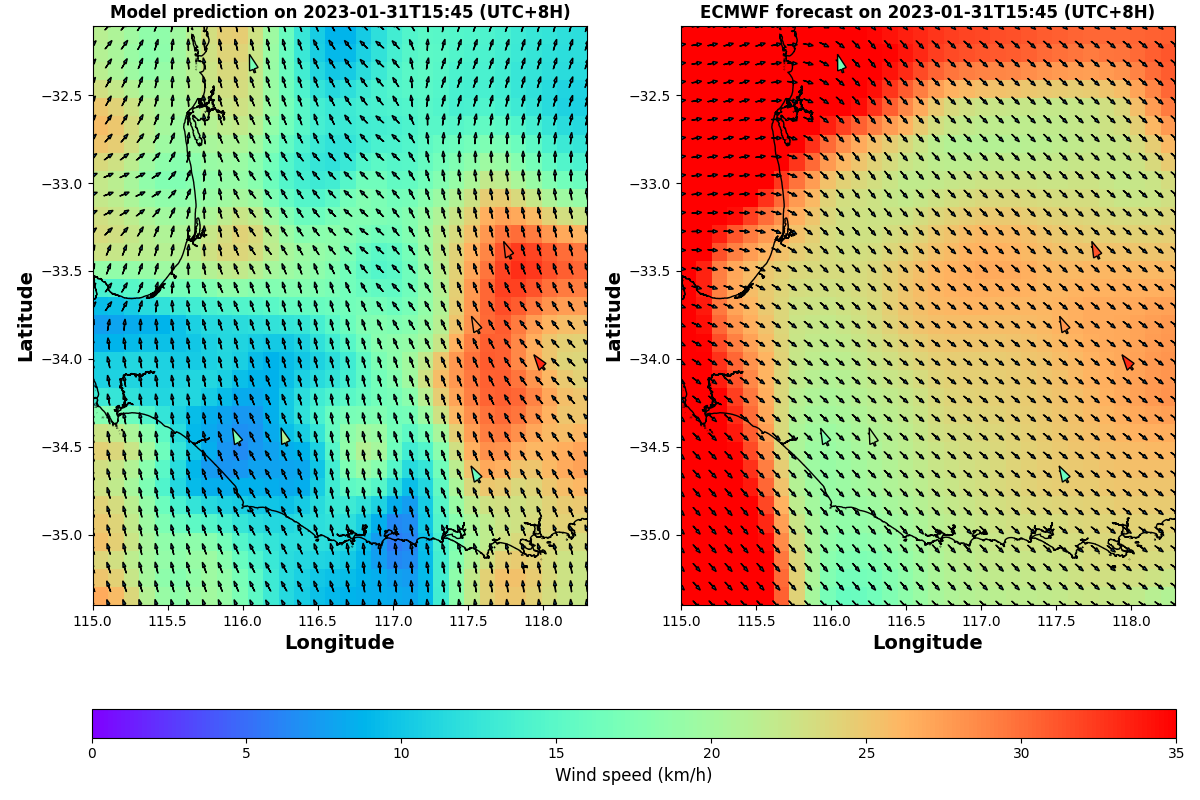 Model prediction on 2023-01-31T15:45 (UTC+8H)
ECMWF forecast on 2023-01-31T15:45 (UTC+8H)
Latitude
−32.5
−33.0
−33.5
−34.0
−34.5
−35.0
115.0 115.5 116.0 116.5 117.0 117.5 118.0
Longitude
Latitude
−32.5
−33.0
−33.5
−34.0
−34.5
−35.0
115.0 115.5 116.0 116.5 117.0 117.5 118.0
Longitude
0 5 10 15 20 25 30 35
Wind speed (km/h)